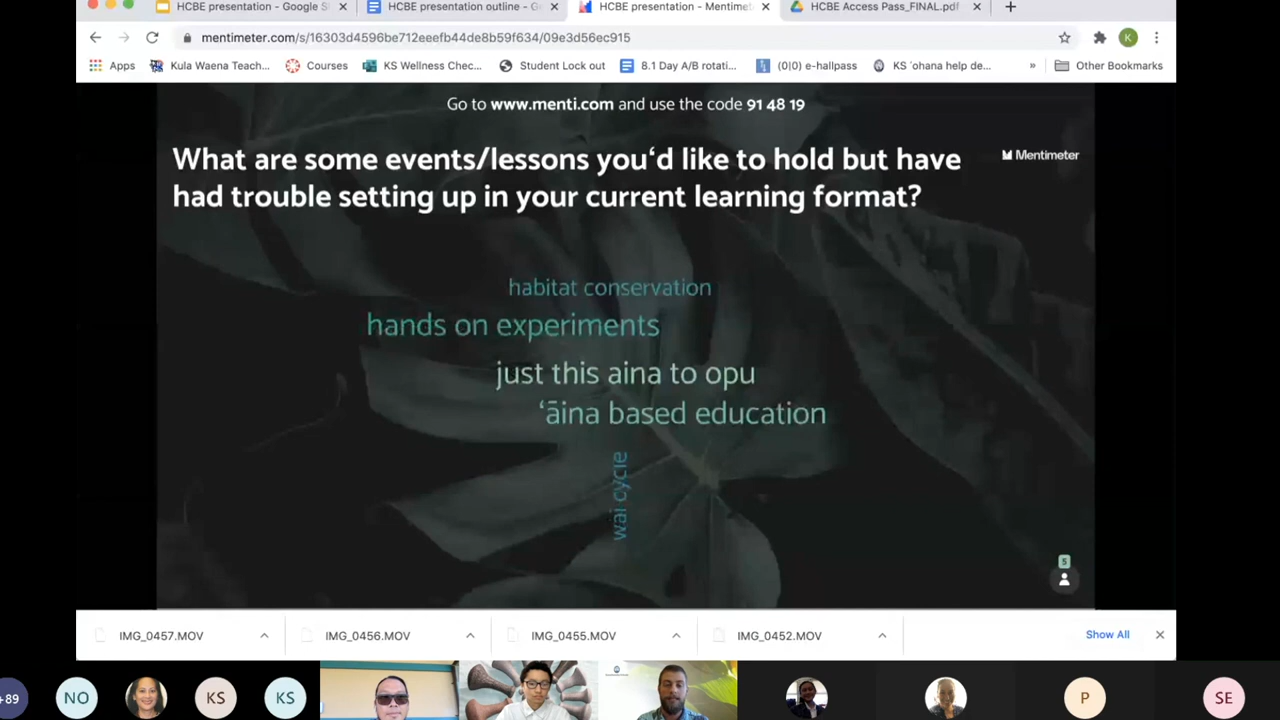 HCBE presentation - Google S
HCBE presentation outline - G
HCBE presentation - Mentime
HCBE Access Pass_FINAL.pdf
mentimeter.com/s/16303d4596be712eeefb44de8b59f634/09e3d56ec915
K
Apps
Kula Waena Teach...
Courses
KS Wellness Chec...
Student Lock out
8.1 Day A/B rotati...
(0|0) e-hallpass
KS ʻohana help de...
»
Other Bookmarks
Go to www.menti.com and use the code 91 48 19
What are some events/lessons you‘d like to hold but have
had trouble setting up in your current learning format?
Mentimeter
habitat conservation
hands on experiments
just this aina to opu
‘āina based education
wai cycle
5
IMG_0457.MOV
IMG_0456.MOV
IMG_0455.MOV
IMG_0452.MOV
Show All
+89
NO
KS
KS
P
SE